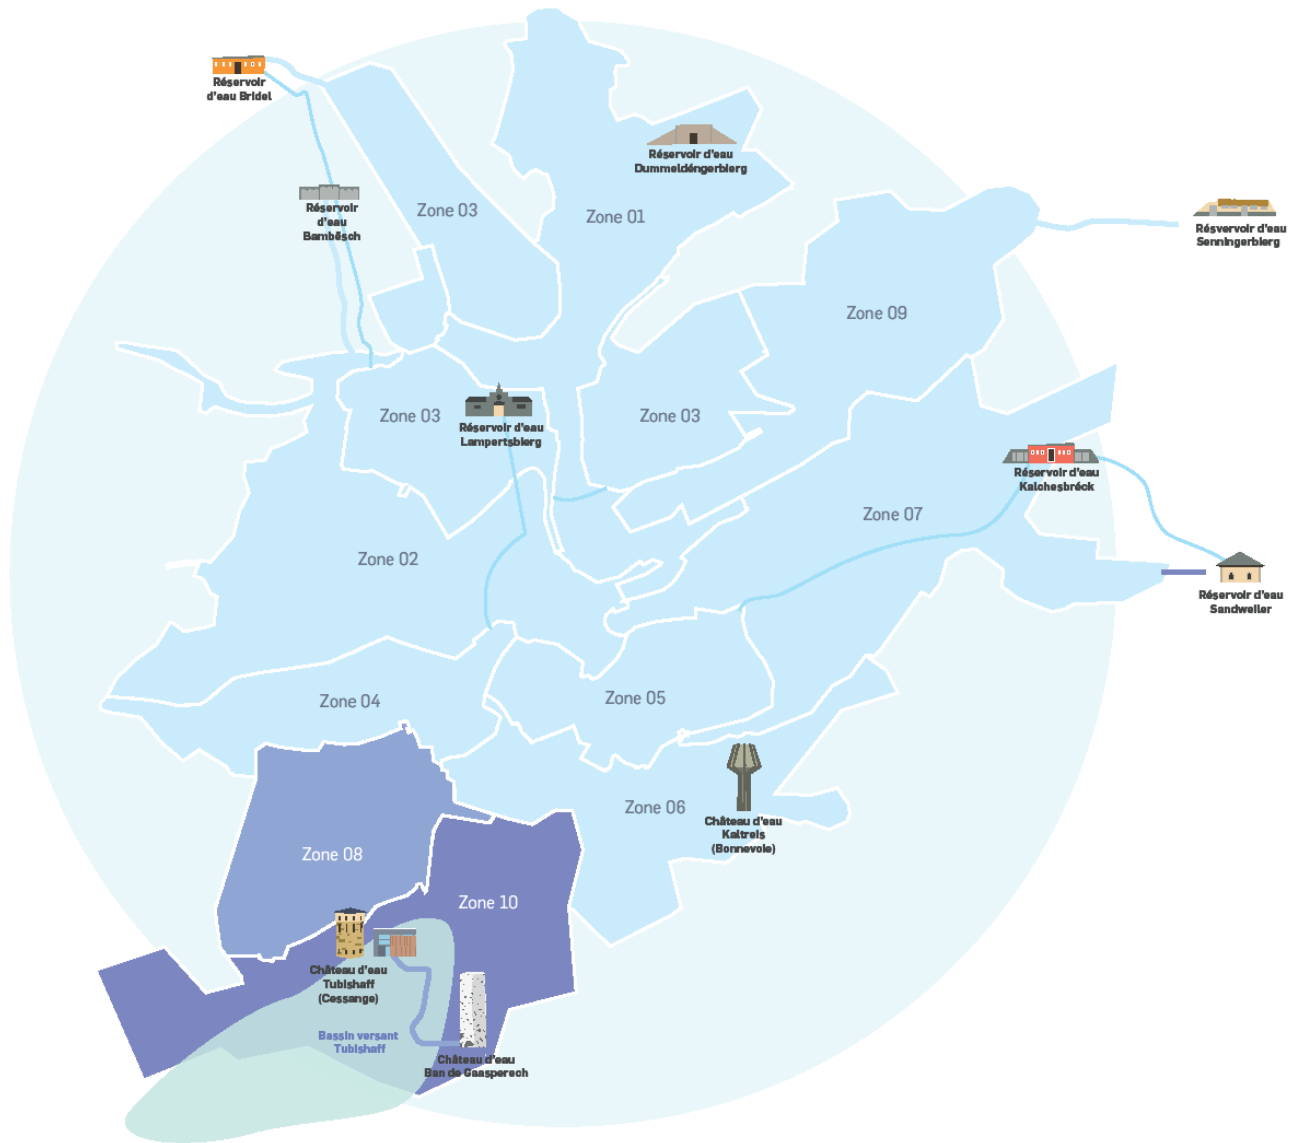 Réservoir
d'eau Bridel
Réservoir d'eau
Dummeldéngerbierg
Réservoir
d'eau
Bambësch
Zone 03
Zone 01
Résvervoir d'eau
Senningerbierg
Zone 09
Zone 03
Réservoir d'eau
Lampertsbierg
Zone 03
Réservoir d'eau
Kalchesbréck
Zone 07
Zone 02
Réservoir d'eau
Sandweiler
Zone 04
Zone 05
Zone 06
Château d'eau
Kaltreis
(Bonnevoie)
Zone 08
Zone 10
Château d'eau
Tubishaff
(Cessange)
Bassin versant
Tubishaff
Château d'eau
Ban de Gaasperech